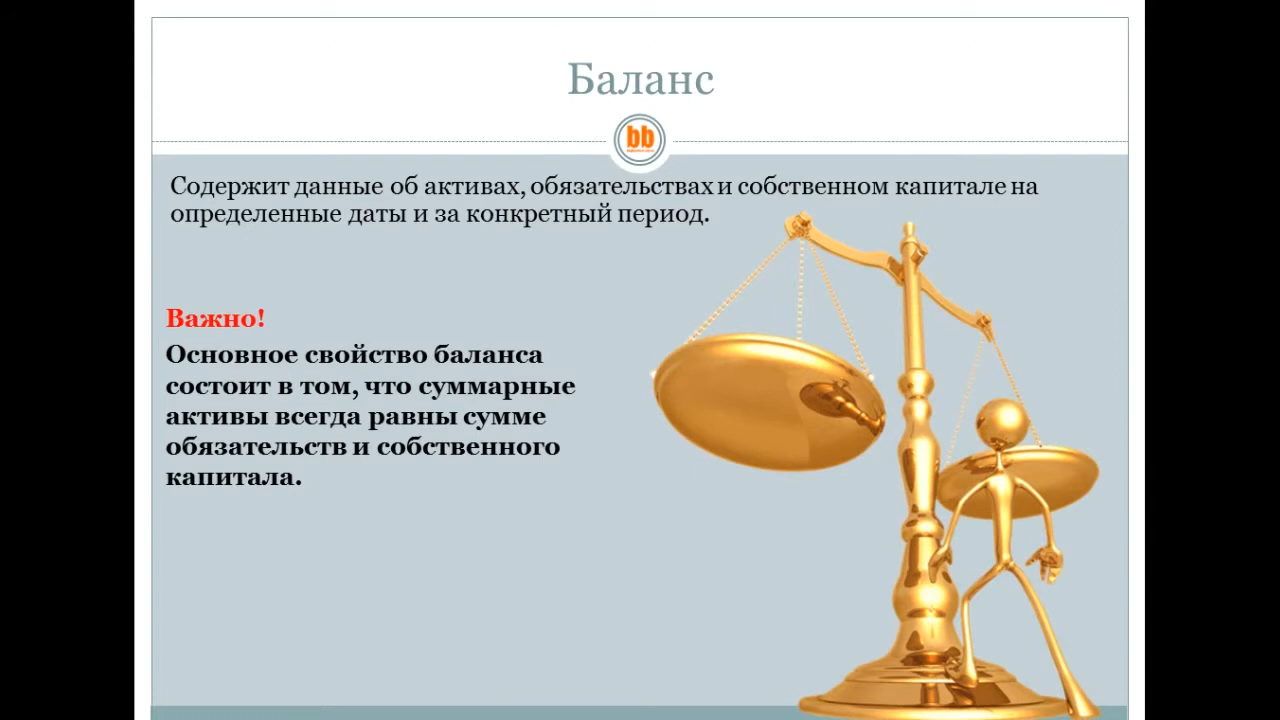 Баланс
bb
Содержит данные об активах, обязательствах и собственном капитале на
определенные даты и за конкретный период.
Важно!
Основное свойство баланса
состоит в том, что суммарные
активы всегда равны сумме
обязательств и собственного
капитала.